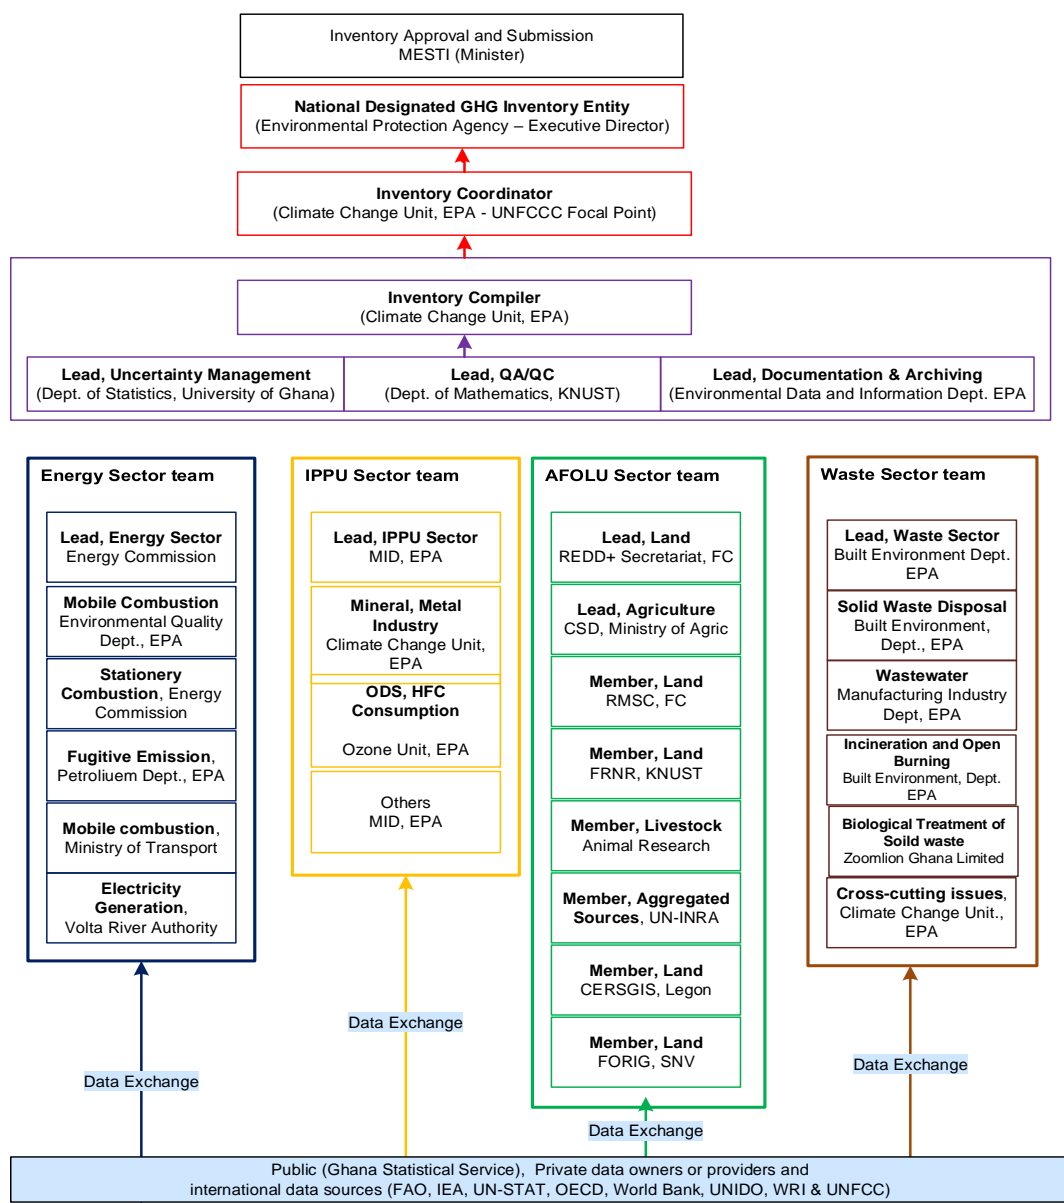 Inventory Approval and Submission
MESTI (Minister)
National Designated GHG Inventory Entity
(Environmental Protection Agency – Executive Director)
Inventory Coordinator
(Climate Change Unit, EPA - UNFCCC Focal Point)
Inventory Compiler
(Climate Change Unit, EPA)
Lead, Uncertainty Management
(Dept. of Statistics, University of Ghana)
Lead, QA/QC
(Dept. of Mathematics, KNUST)
Lead, Documentation & Archiving
(Environmental Data and Information Dept. EPA
Energy Sector team
Lead, Energy Sector
Energy Commission
Mobile Combustion
Environmental Quality
Dept., EPA
Stationery
Combustion, Energy
Commission
Fugitive Emission,
Petroliuem Dept., EPA
Mobile combustion,
Ministry of Transport
Electricity
Generation,
Volta River Authority
IPPU Sector team
Lead, IPPU Sector
MID, EPA
Mineral, Metal
Industry
Climate Change Unit,
EPA
ODS, HFC
Consumption
Ozone Unit, EPA
Others
MID, EPA
AFOLU Sector team
Lead, Land
REDD+ Secretariat, FC
Lead, Agriculture
CSD, Ministry of Agric
Member, Land
RMSC, FC
Member, Land
FRNR, KNUST
Member, Livestock
Animal Research
Member, Aggregated
Sources, UN-INRA
Member, Land
CERSGIS, Legon
Member, Land
FORIG, SNV
Waste Sector team
Lead, Waste Sector
Built Environment Dept.
EPA
Solid Waste Disposal
Built Environment,
Dept., EPA
Wastewater
Manufacturing Industry
Dept, EPA
Incineration and Open
Burning
Built Environment, Dept.
EPA
Biological Treatment of
Soild waste
Zoomlion Ghana Limited
Cross-cutting issues,
Climate Change Unit.,
EPA
Data Exchange
Data Exchange
Data Exchange
Data Exchange
Public (Ghana Statistical Service), Private data owners or providers and
international data sources (FAO, IEA, UN-STAT, OECD, World Bank, UNIDO, WRI & UNFCC)